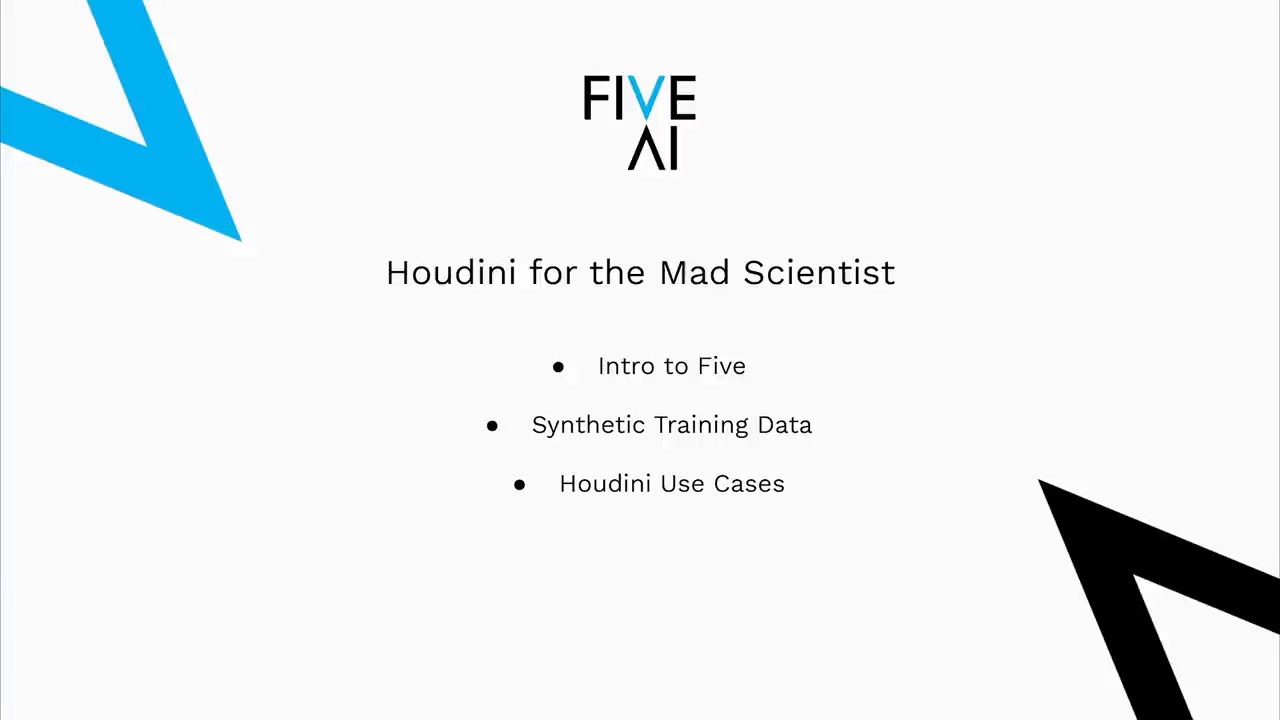 FIVE
AI
Houdini for the Mad Scientist
● Intro to Five
● Synthetic Training Data
● Houdini Use Cases